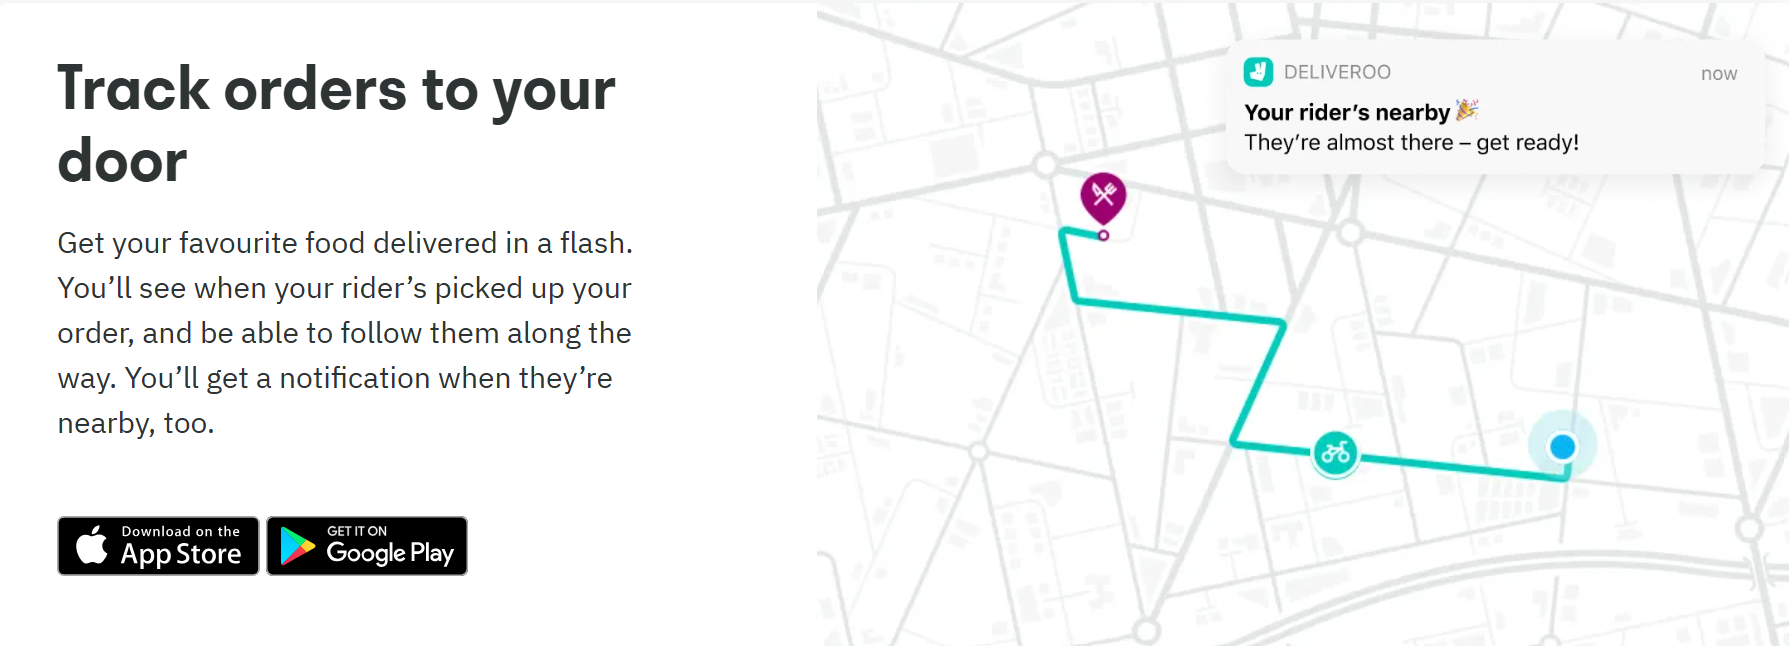 Track orders to your
door
Get your favourite food delivered in a flash.
You’ll see when your rider’s picked up your
order, and be able to follow them along the
way. You’ll get a notification when they’re
nearby, too.
Download on the
App Store
GET IT ON
Google Play
DELIVEROO
now
Your rider’s nearby 🎉
They’re almost there – get ready!